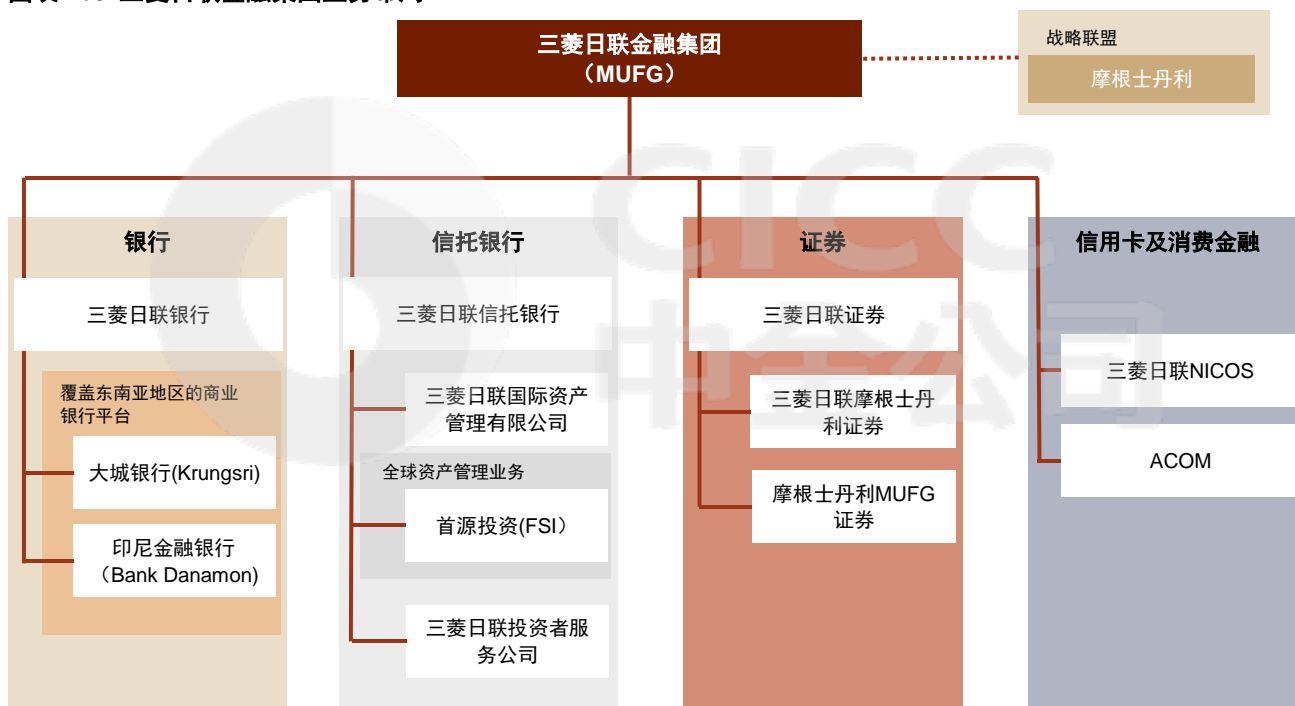 三菱日联金融集团
（MUFG）
战略联盟
摩根士丹利
CICC
中金公司
银行
三菱日联银行
覆盖东南亚地区的商业
银行平台
大城银行(Krungsri)
印尼金融银行
（Bank Danamon)
信托银行
三菱日联信托银行
三菱日联国际资产
管理有限公司
全球资产管理业务
首源投资(FSI）
三菱日联投资者服
务公司
证券
三菱日联证券
三菱日联摩根士丹
利证券
摩根士丹利MUFG
证券
信用卡及消费金融
三菱日联NICOS
ACOM